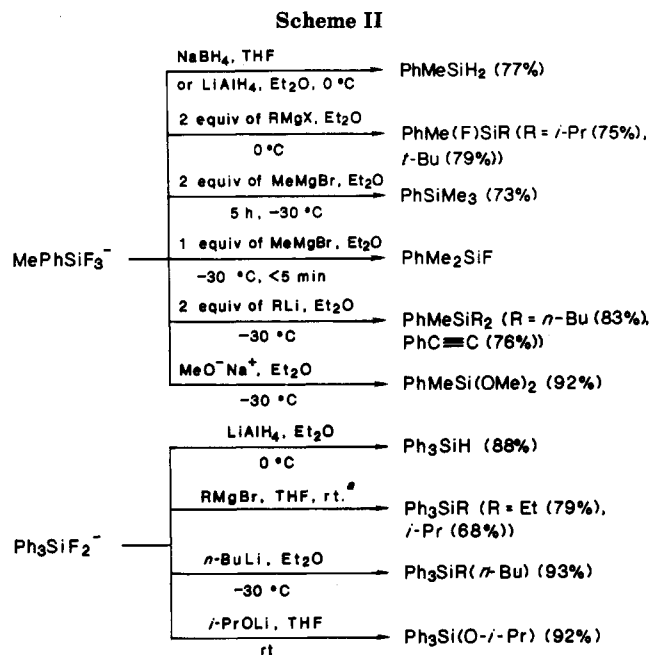 Scheme II
NaBH4, THF
or LiAlH4, Et2O, 0 °C
PhMeSiH2 (77%)
2 equiv of RMgX, Et2O
0 °C
PhMe(F)SiR (R = i-Pr (75%),
t-Bu (79%))
2 equiv of MeMgBr, Et2O
5 h, −30 °C
PhSiMe3 (73%)
MePhSiF3−
1 equiv of MeMgBr, Et2O
−30 °C, <5 min
PhMe2SiF
2 equiv of RLi, Et2O
−30 °C
PhMeSiR2 (R = n-Bu (83%),
PhC≡C (76%))
MeO−Na+, Et2O
−30 °C
PhMeSi(OMe)2 (92%)
LiAlH4, Et2O
0 °C
Ph3SiH (88%)
RMgBr, THF, rt.a
Ph3SiR (R = Et (79%),
i-Pr (68%))
Ph3SiF2−
n-BuLi, Et2O
−30 °C
Ph3SiR(n-Bu) (93%)
i-PrOLi, THF
rt
Ph3Si(O-i-Pr) (92%)